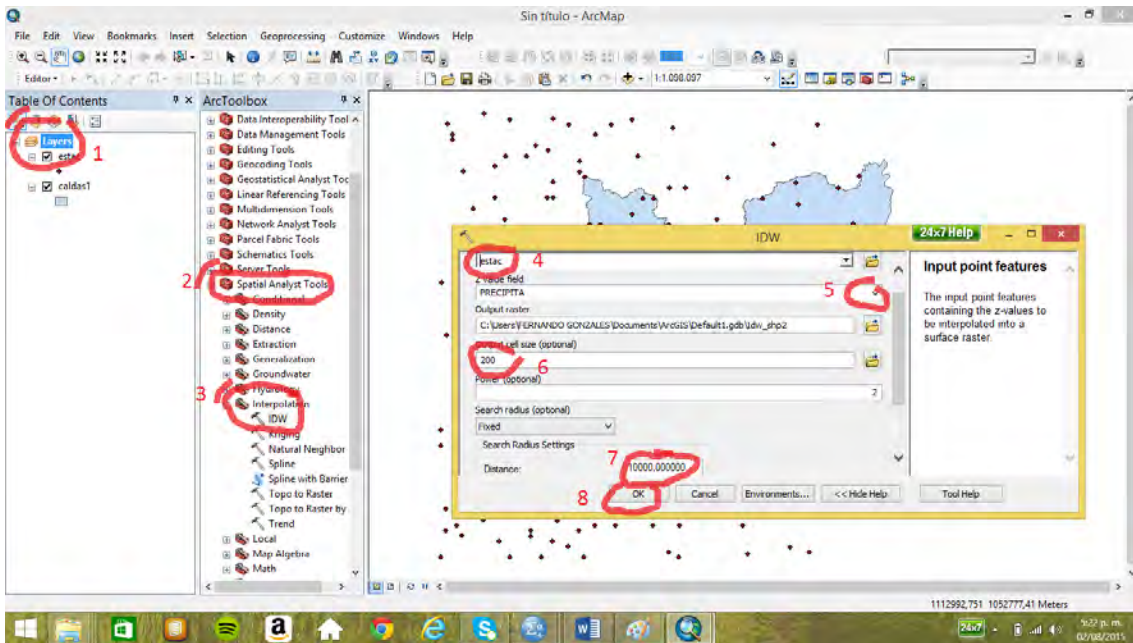 Sin título - ArcMap
File Edit View Bookmarks Insert Selection Geoprocessing Customize Windows Help
Editor
1:1.098.097
Table Of Contents
Layers
1
caldas1
ArcToolbox
Data Interoperability Tool
Data Management Tools
Editing Tools
Geocoding Tools
Geostatistical Analyst Toc
Linear Referencing Tools
Multidimension Tools
Network Analyst Tools
Parcel Fabric Tools
Schematics Tools
Server Tools
2
Spatial Analyst Tools
Conditional
Density
Distance
Extraction
Generalization
Groundwater
Hydrology
3
Interpolation
IDW
Kriging
Natural Neighbor
Spline
Spline with Barrier
Topo to Raster
Topo to Raster by
Trend
Local
Map Algebra
Math
IDW
24x7 Help
estac
4
Z value field
PRECIPITA
5
Output raster
C:\Users\FERNANDO GONZALES\Documents\ArcGIS\Default1.gdb\Idw_shp2
Output cell size (optional)
200
6
Power (optional)
2
Search radius (optional)
Fixed
Search Radius Settings
7
Distance:
10000,000000
8
OK
Cancel
Environments...
<< Hide Help
Tool Help
Input point features
The input point features
containing the z-values to
be interpolated into a
surface raster.
1112992,751 1052777,41 Meters
24x7
5:22 p. m.
02/08/2015